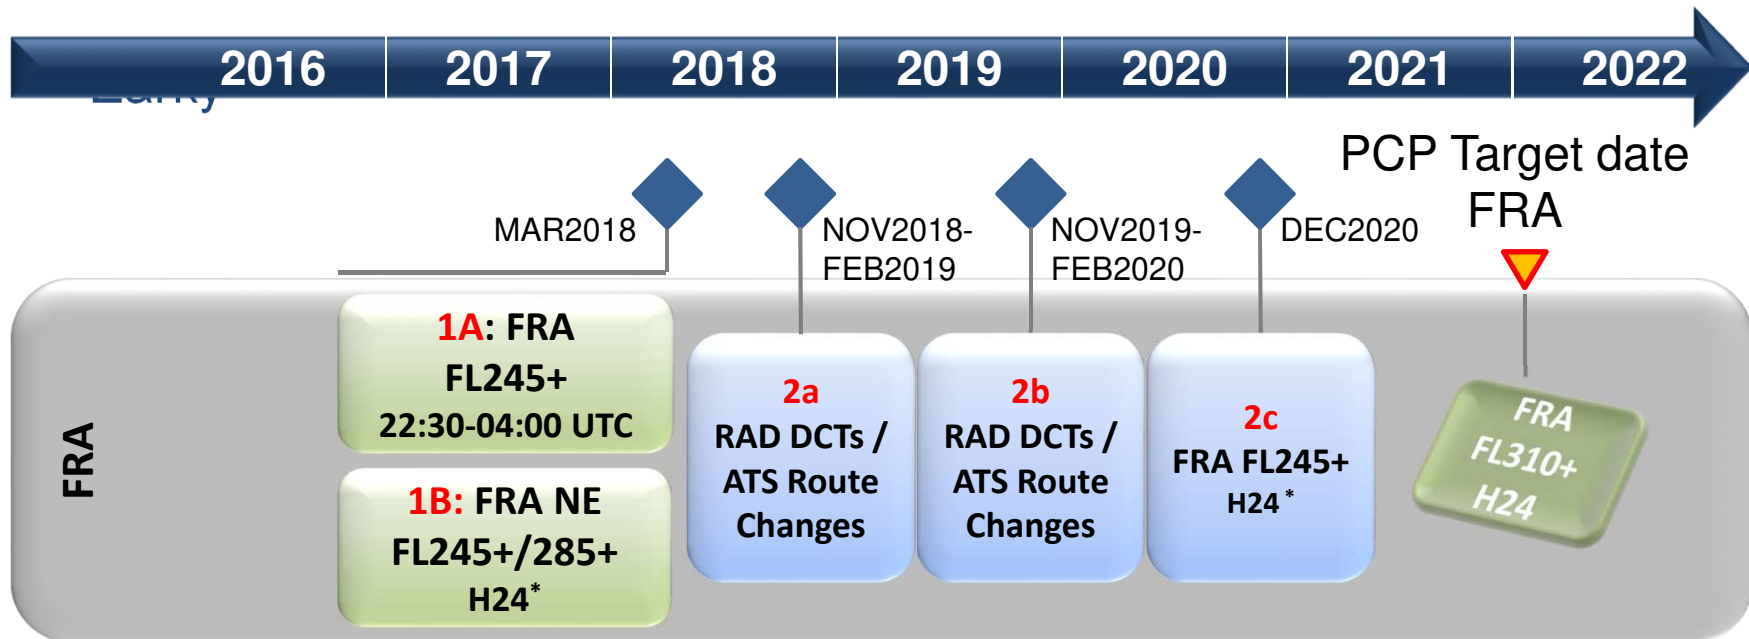 2016 2017 2018 2019 2020 2021 2022
PCP Target date
FRA
MAR2018
NOV2018-
FEB2019
NOV2019-
FEB2020
DEC2020
FRA
1A: FRA
FL245+
22:30-04:00 UTC
1B: FRA NE
FL245+/285+
H24*
2a
RAD DCTs /
ATS Route
Changes
2b
RAD DCTs /
ATS Route
Changes
2c
FRA FL245+
H24 *
FRA
FL310+
H24